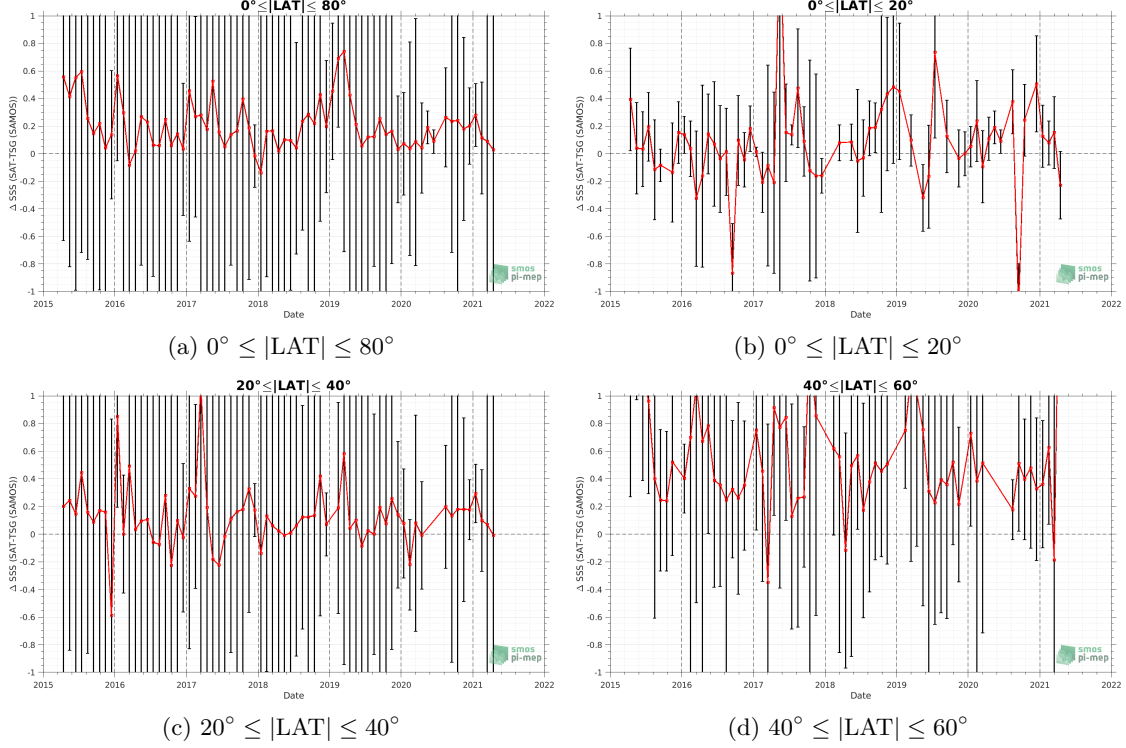 0°≤|LAT|≤ 80°
Δ SSS (SAT-TSG (SAMOS))
1
0.8
0.6
0.4
0.2
0
-0.2
-0.4
-0.6
-0.8
-1
smos
pi-mep
2015 2016 2017 2018 2019 2020 2021 2022
Date
(a) 0° ≤ |LAT| ≤ 80°
0°≤|LAT|≤ 20°
Δ SSS (SAT-TSG (SAMOS))
1
0.8
0.6
0.4
0.2
0
-0.2
-0.4
-0.6
-0.8
-1
smos
pi-mep
2015 2016 2017 2018 2019 2020 2021 2022
Date
(b) 0° ≤ |LAT| ≤ 20°
20°≤|LAT|≤ 40°
Δ SSS (SAT-TSG (SAMOS))
1
0.8
0.6
0.4
0.2
0
-0.2
-0.4
-0.6
-0.8
-1
smos
pi-mep
2015 2016 2017 2018 2019 2020 2021 2022
Date
(c) 20° ≤ |LAT| ≤ 40°
40°≤|LAT|≤ 60°
Δ SSS (SAT-TSG (SAMOS))
1
0.8
0.6
0.4
0.2
0
-0.2
-0.4
-0.6
-0.8
-1
smos
pi-mep
2015 2016 2017 2018 2019 2020 2021 2022
Date
(d) 40° ≤ |LAT| ≤ 60°